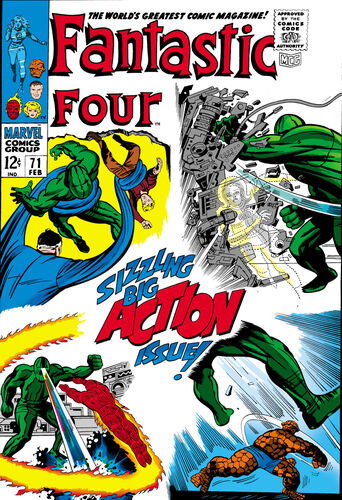 THE WORLD'S GREATEST COMIC MAGAZINE!
APPROVED
BY THE
COMICS
CODE
AUTHORITY
Fantastic
Four
MCG
MARVEL
COMICS
GROUP
12¢
IND.
71
FEB
SIZZLING
BIG
ACTION
ISSUE!